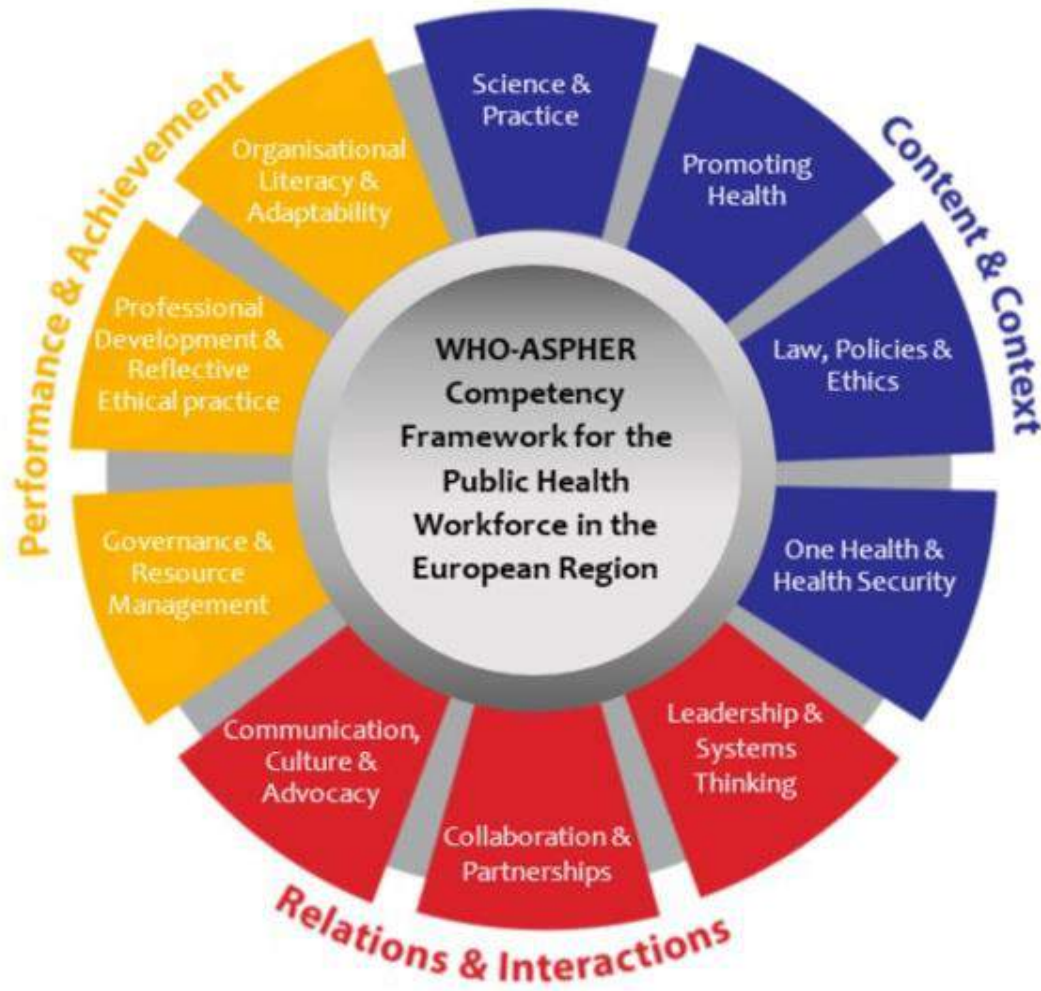 Science &
Practice
Promoting
Health
Law, Policies &
Ethics
One Health &
Health Security
Leadership &
Systems
Thinking
Collaboration &
Partnerships
Communication,
Culture &
Advocacy
Governance &
Resource
Management
Professional
Development &
Reflective
Ethical practice
Organisational
Literacy &
Adaptability
WHO-ASPHER
Competency
Framework for the
Public Health
Workforce in the
European Region
Content & Context
Relations & Interactions
Performance & Achievement